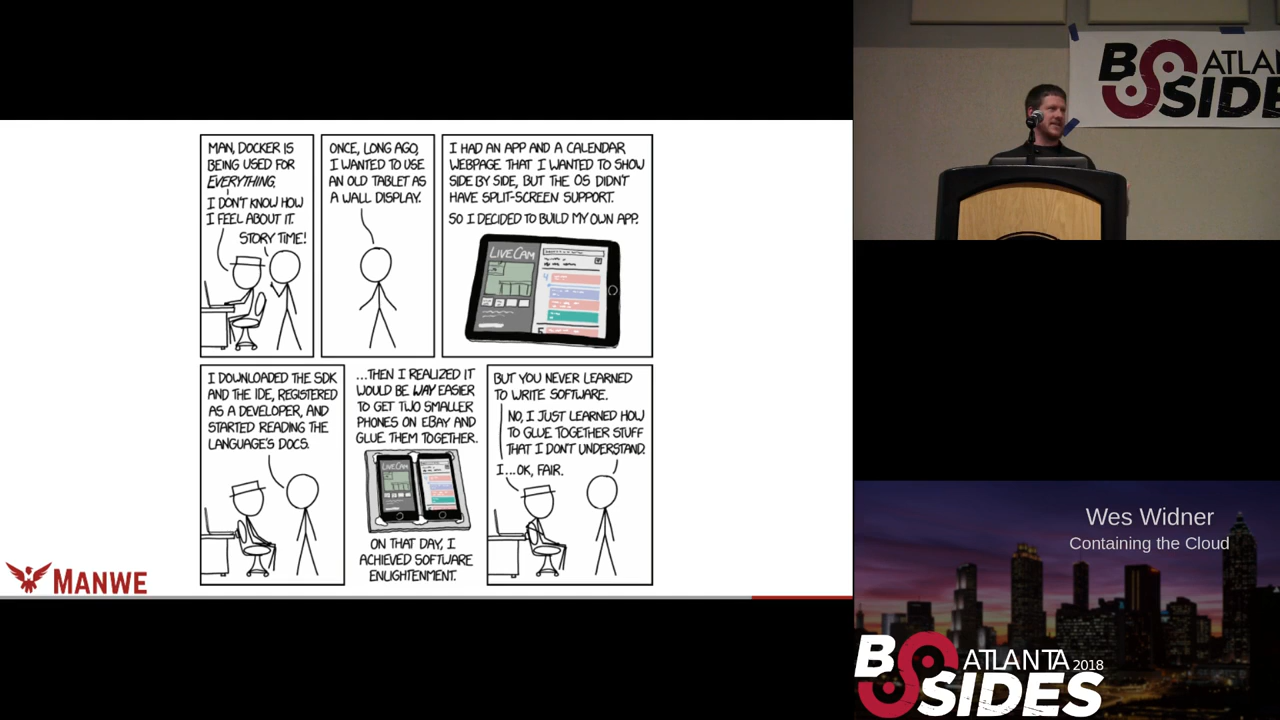 MAN, DOCKER IS
BEING USED FOR
EVERYTHING.
I DON'T KNOW HOW
I FEEL ABOUT IT.
STORY TIME!
ONCE, LONG AGO,
I WANTED TO USE
AN OLD TABLET AS
A WALL DISPLAY.
I HAD AN APP AND A CALENDAR
WEBPAGE THAT I WANTED TO SHOW
SIDE BY SIDE, BUT THE OS DIDN'T
HAVE SPLIT-SCREEN SUPPORT.
SO I DECIDED TO BUILD MY OWN APP.
LIVECAM
I DOWNLOADED THE SDK
AND THE IDE, REGISTERED
AS A DEVELOPER, AND
STARTED READING THE
LANGUAGE'S DOCS.
...THEN I REALIZED IT
WOULD BE WAY EASIER
TO GET TWO SMALLER
PHONES ON EBAY AND
GLUE THEM TOGETHER.
LIVECAM
ON THAT DAY, I
ACHIEVED SOFTWARE
ENLIGHTENMENT.
BUT YOU NEVER LEARNED
TO WRITE SOFTWARE.
NO, I JUST LEARNED HOW
TO GLUE TOGETHER STUFF
THAT I DON'T UNDERSTAND.
I...OK, FAIR.
MANWE
B ATLAN
SIDE
Wes Widner
Containing the Cloud
B ATLANTA 2018
SIDES